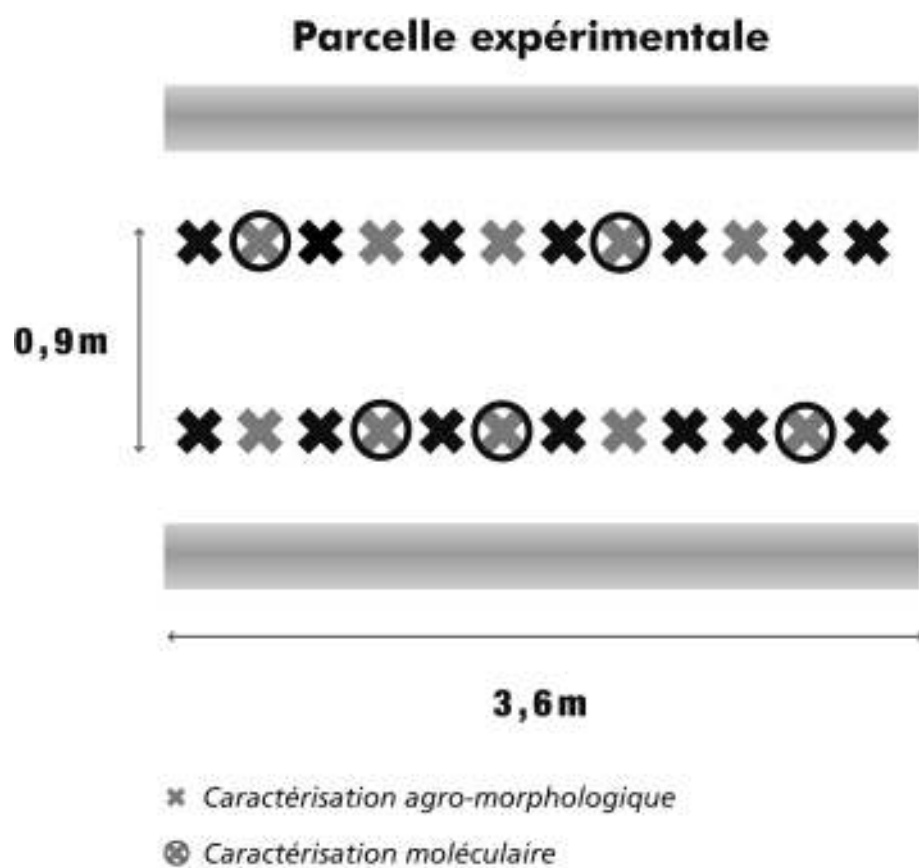 Parcelle expérimentale
0,9m
3,6m
Caractérisation agro-morphologique
Caractérisation moléculaire